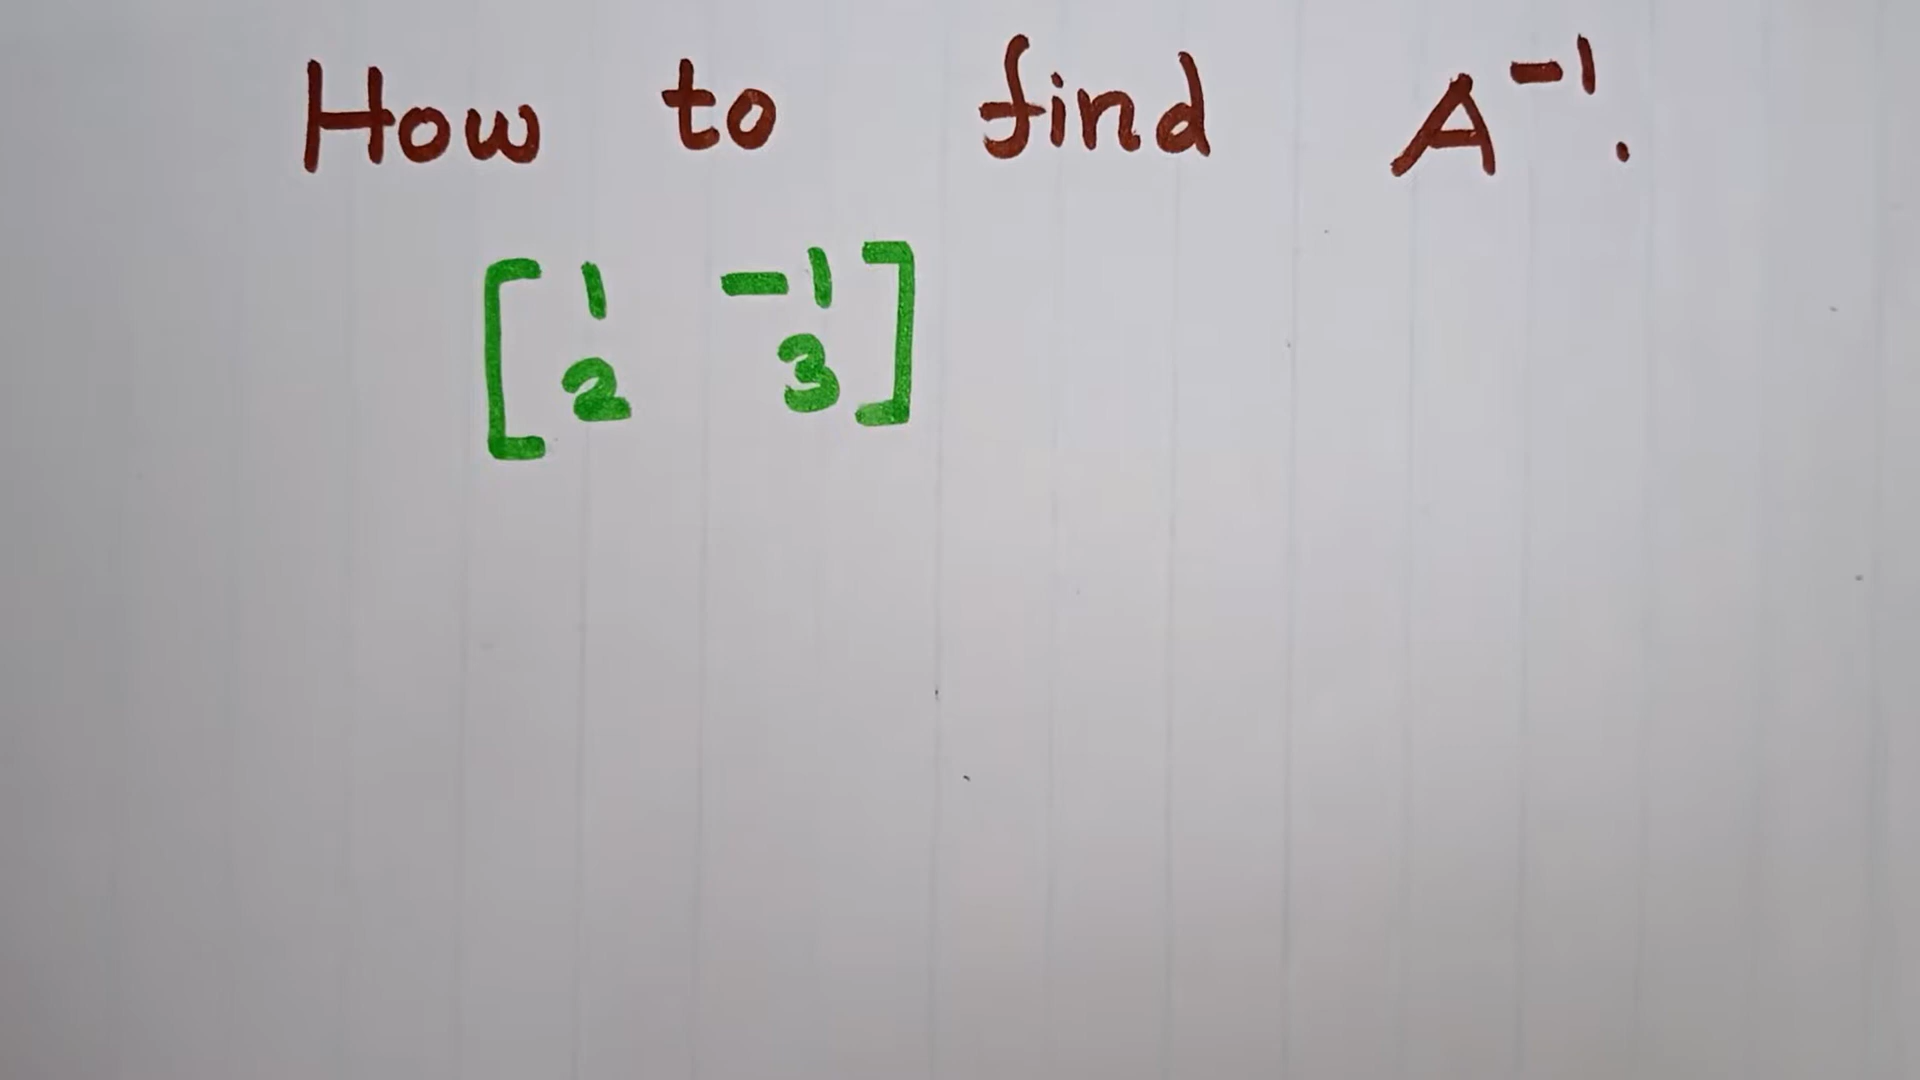 How to find A⁻¹.
[ 1 -1 ]
[ 2 3 ]